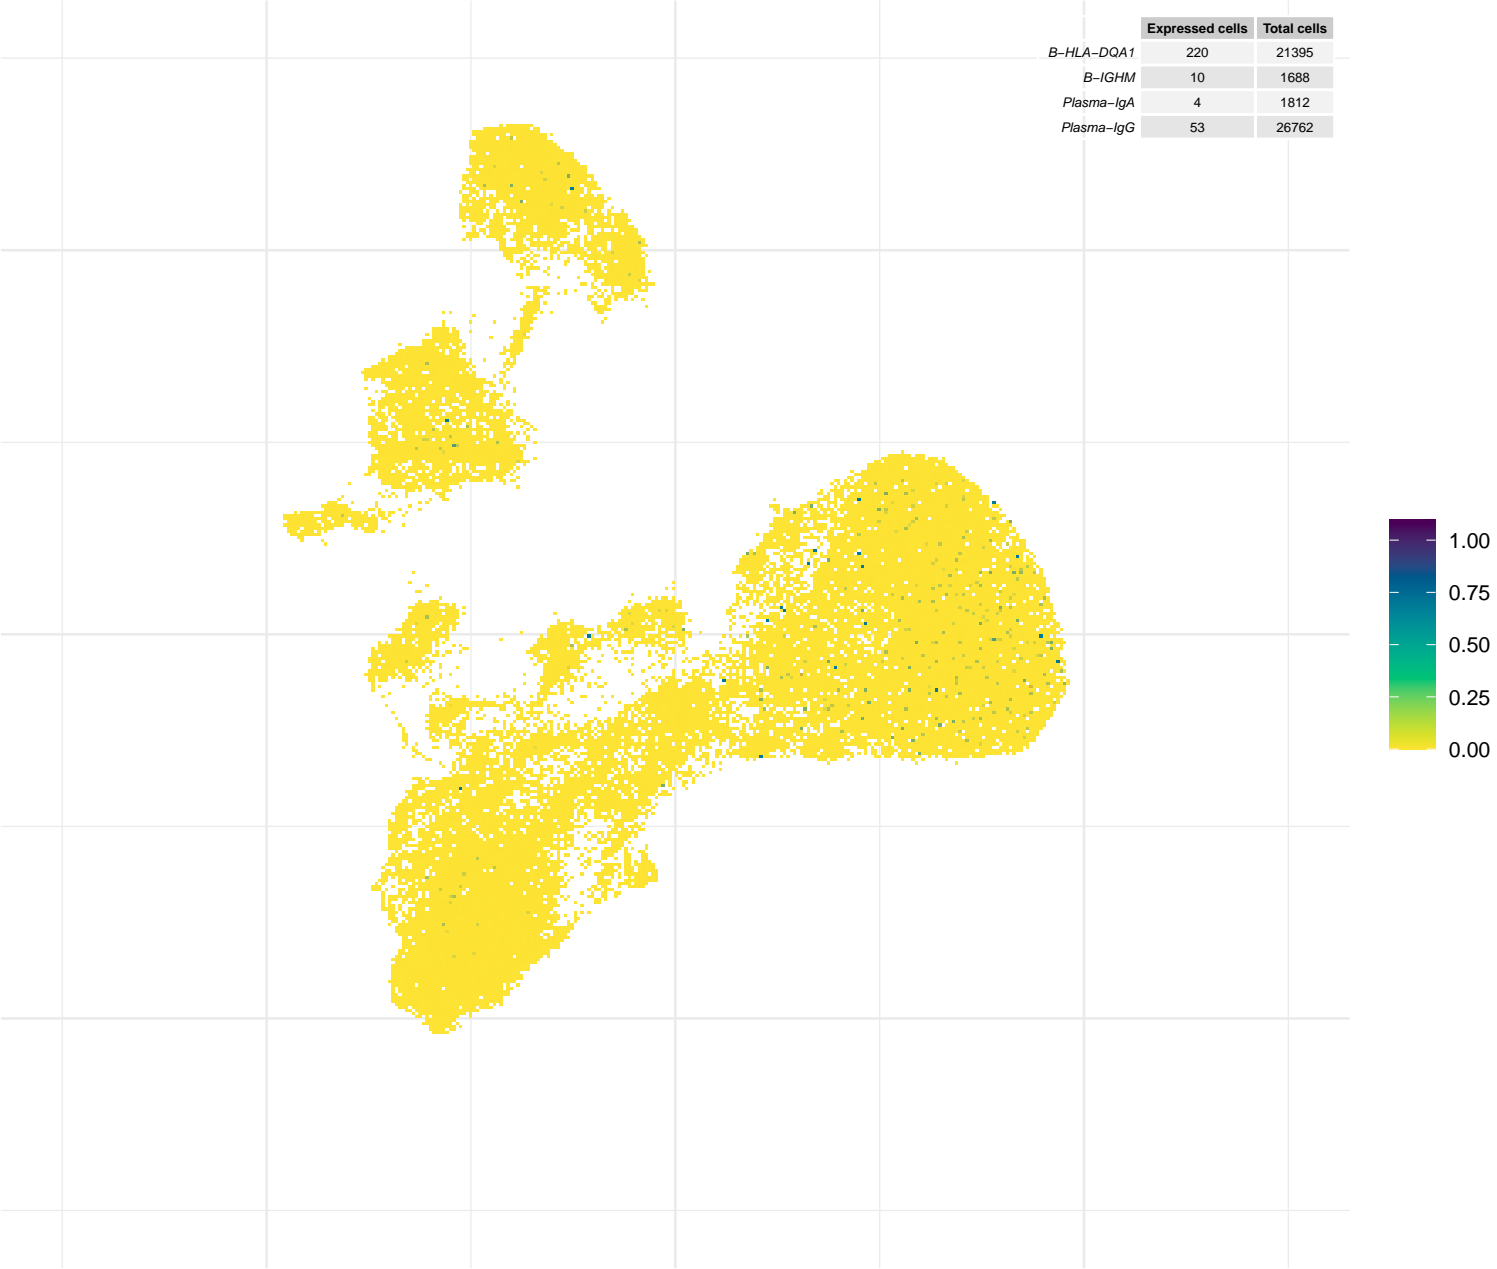 Expressed cells Total cells
B−HLA−DQA1 220 21395
B−IGHM 10 1688
Plasma−IgA 4 1812
Plasma−IgG 53 26762
1.00
0.75
0.50
0.25
0.00